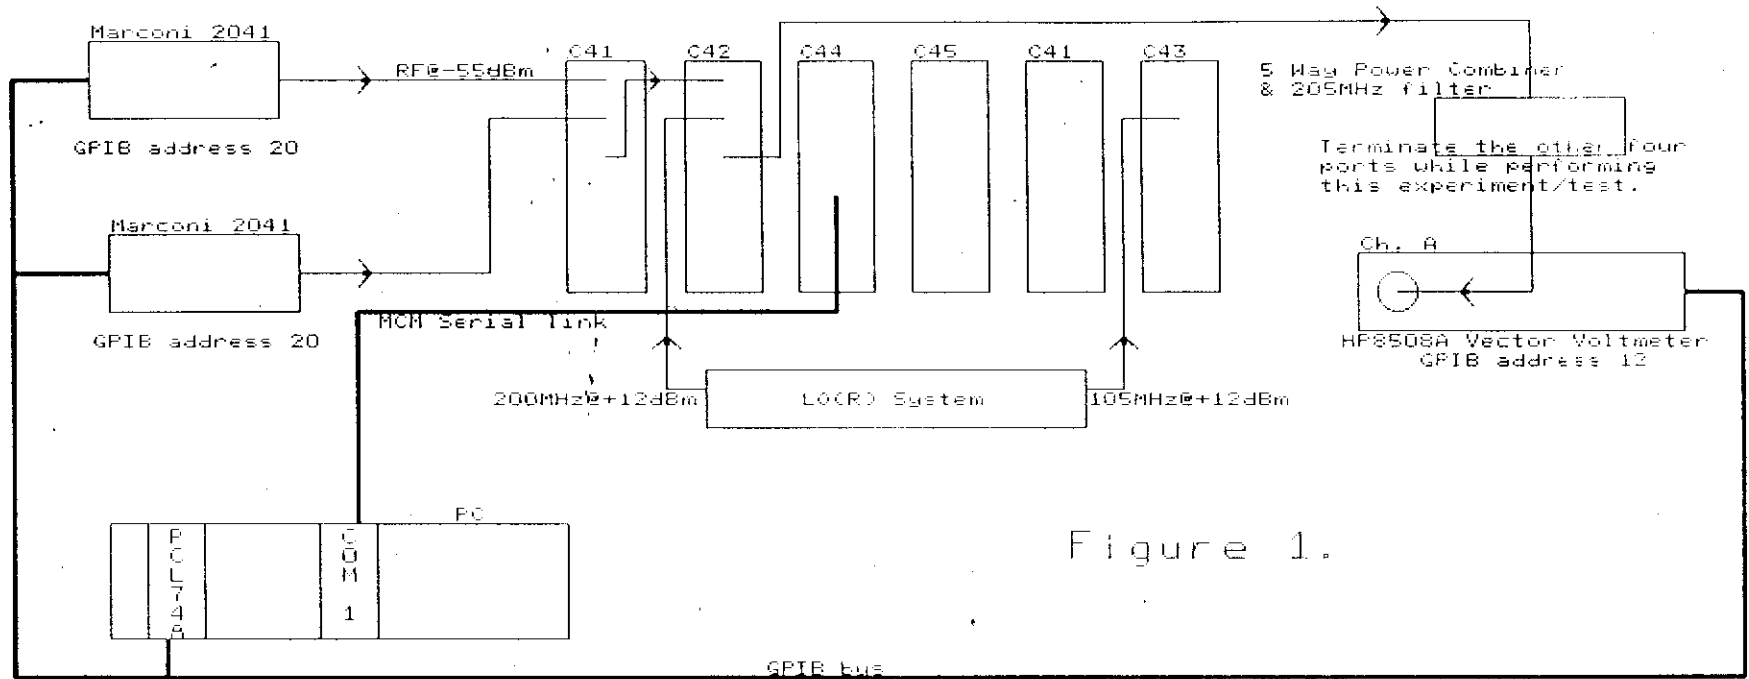 Marconi 2041
C41
C42
C44
C45
C41
C43
RF@-55dBm
5 Way Power Combiner
& 205MHz filter
GPIB address 20
Terminate the other four
ports while performing
this experiment/test.
Marconi 2041
Ch. A
MCM Serial link
GPIB address 20
HP8508A Vector Voltmeter
GPIB address 12
200MHz@+12dBm
LO(R) System
105MHz@+12dBm
PC
COM 1
Figure 1.
GPIB bus